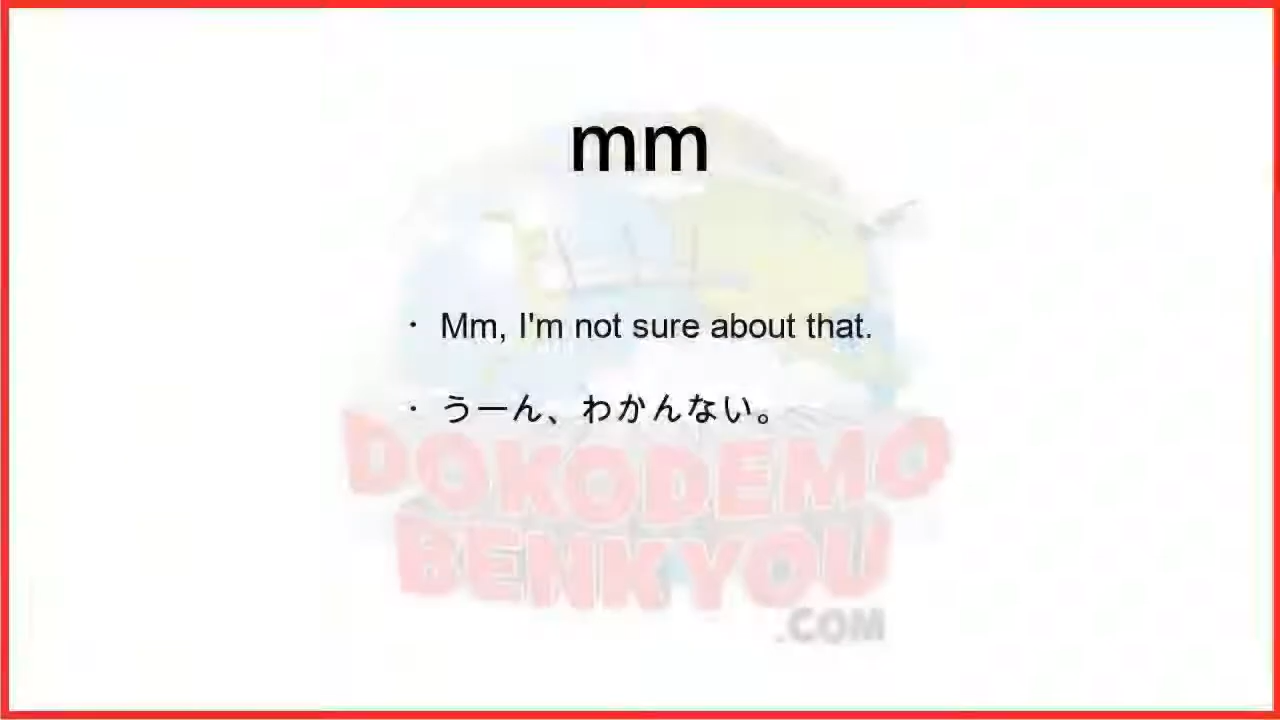 mm
· Mm, I'm not sure about that.
· うーん、わかんない。
DOKODEMO
BENKYOU
.COM